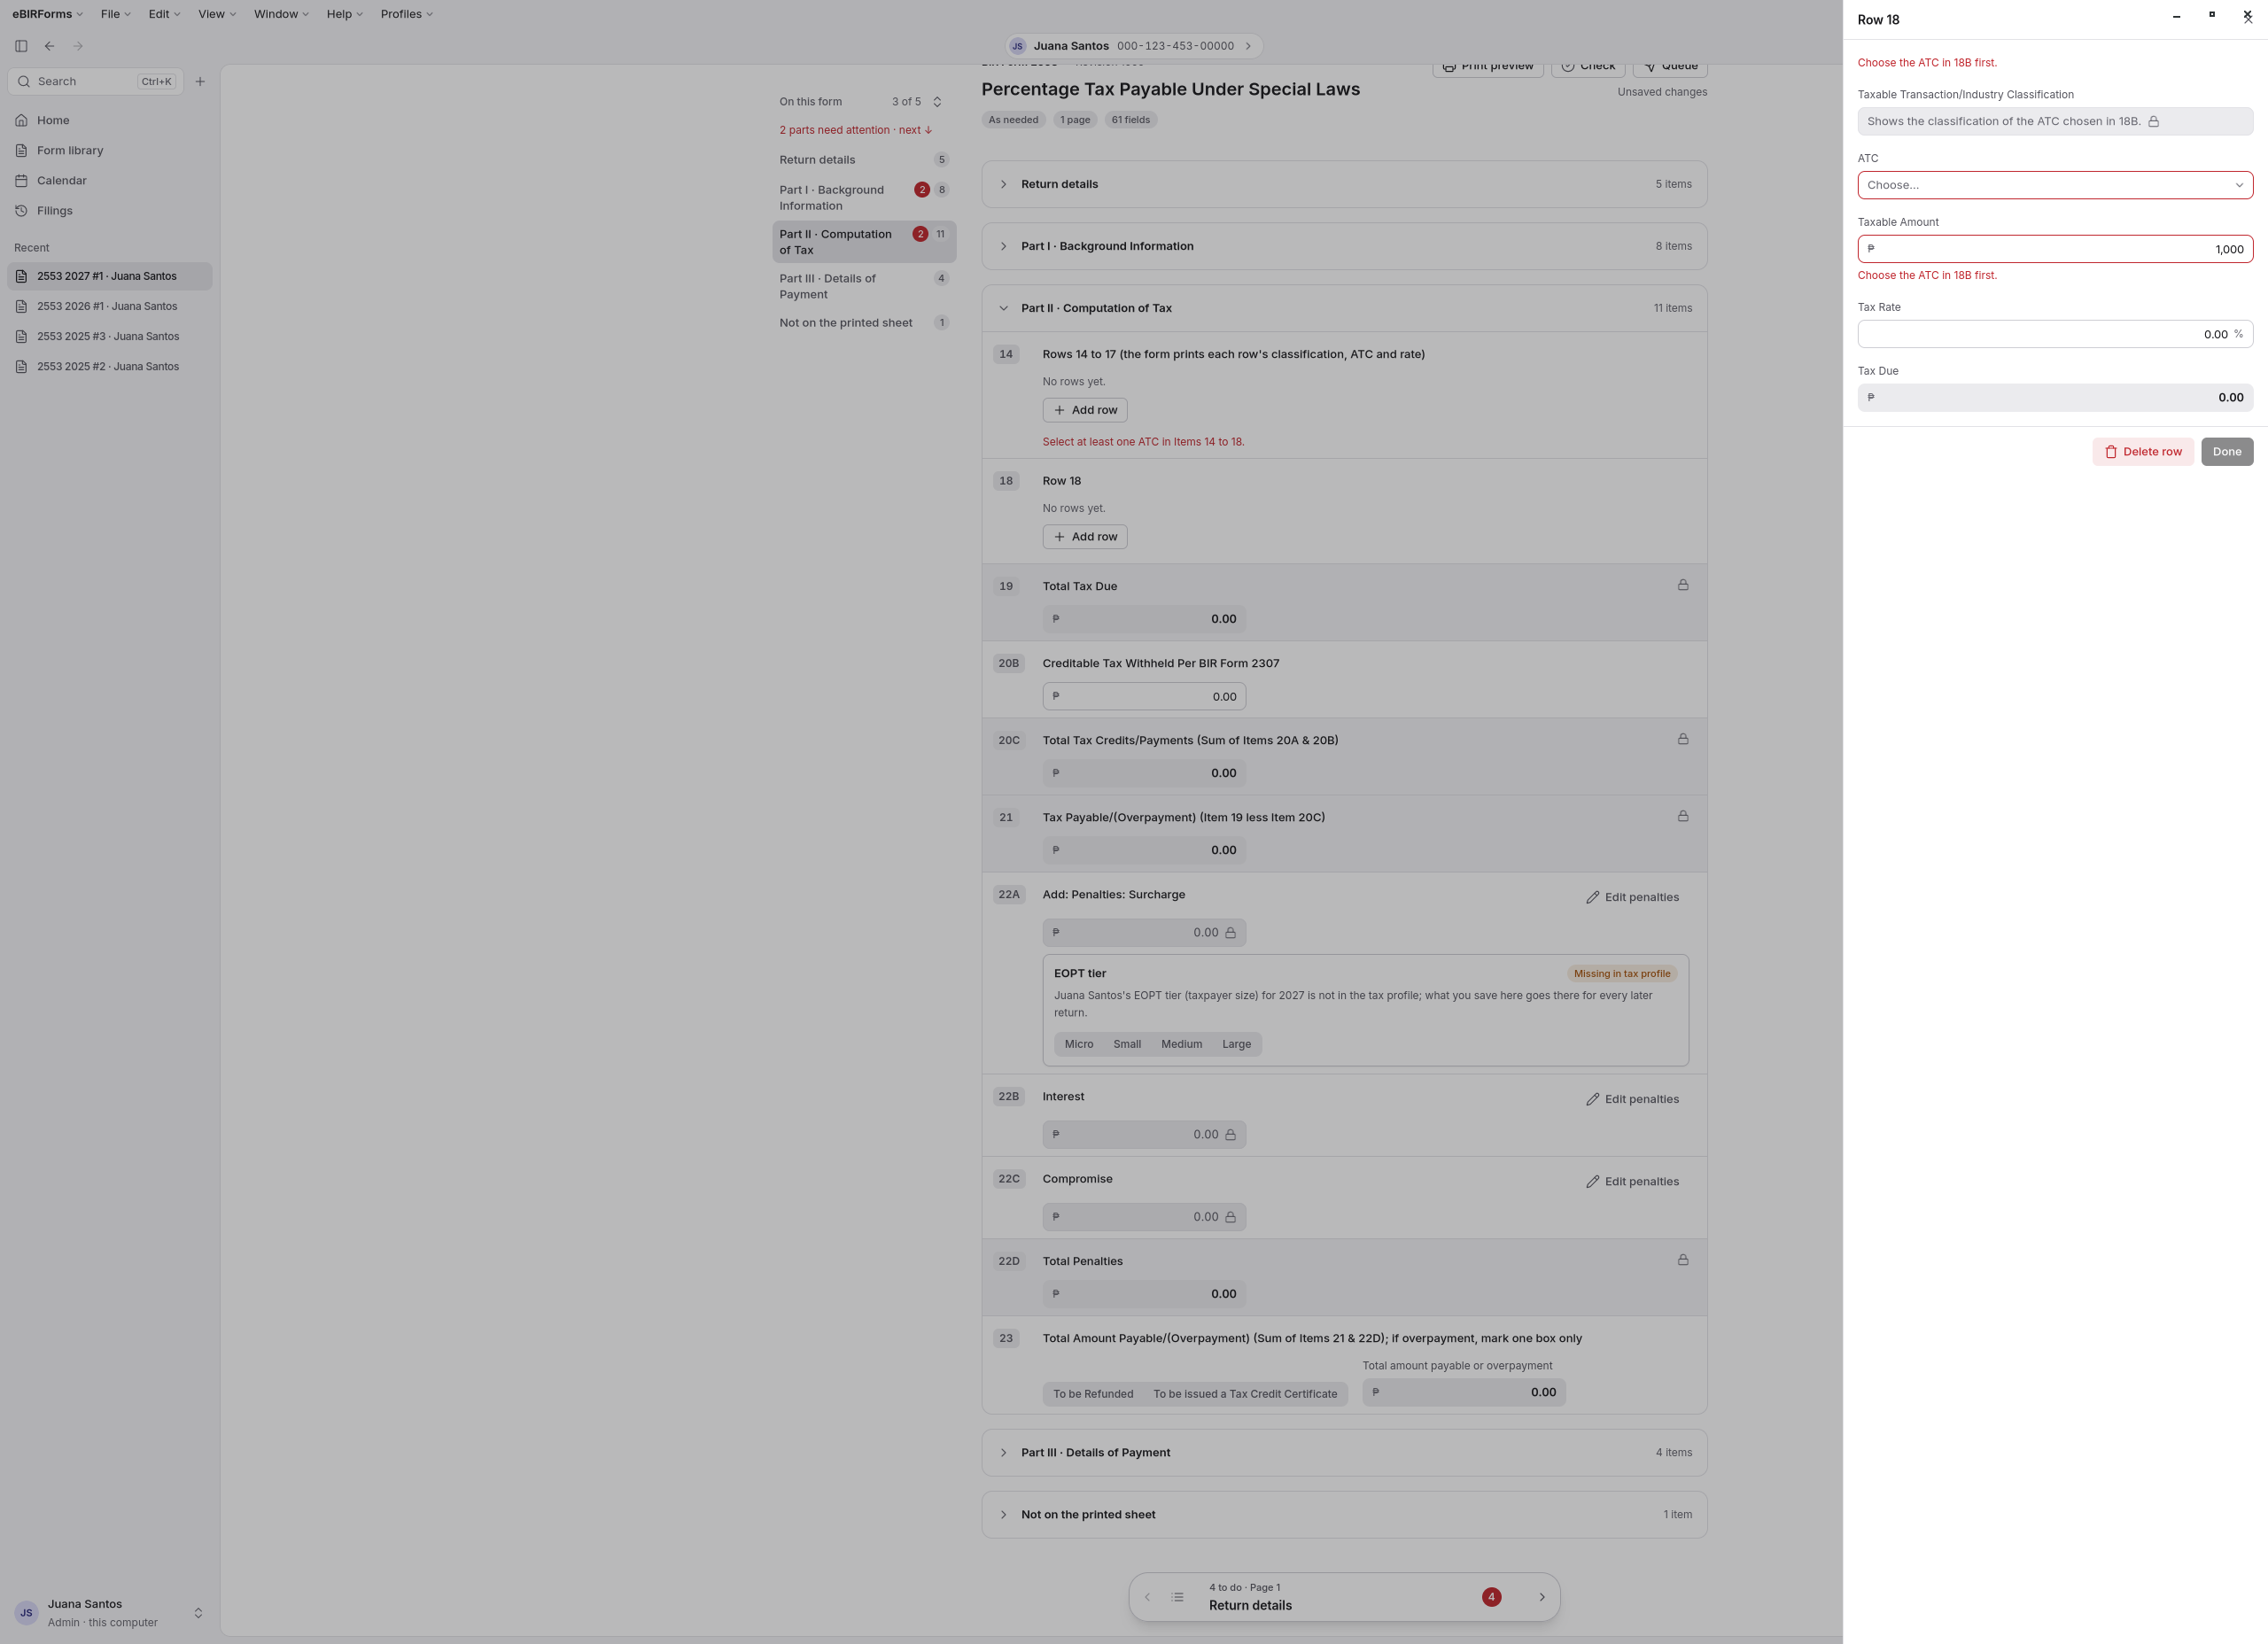 eBIRForms File Edit View Window Help Profiles
JS Juana Santos 000-123-453-00000
Search Ctrl+K
Home
Form library
Calendar
Filings
Recent
2553 2027 #1 · Juana Santos
2553 2026 #1 · Juana Santos
2553 2025 #3 · Juana Santos
2553 2025 #2 · Juana Santos
JS Juana Santos
Admin · this computer
On this form 3 of 5
2 parts need attention · next ↓
Return details 5
Part I · Background 2 8
Information
Part II · Computation 2 11
of Tax
Part III · Details of 4
Payment
Not on the printed sheet 1
Print preview Check Queue
Percentage Tax Payable Under Special Laws
Unsaved changes
As needed 1 page 61 fields
Return details 5 items
Part I · Background Information 8 items
Part II · Computation of Tax 11 items
14 Rows 14 to 17 (the form prints each row's classification, ATC and rate)
No rows yet.
Add row
Select at least one ATC in Items 14 to 18.
18 Row 18
No rows yet.
Add row
19 Total Tax Due
₱ 0.00
20B Creditable Tax Withheld Per BIR Form 2307
₱ 0.00
20C Total Tax Credits/Payments (Sum of Items 20A & 20B)
₱ 0.00
21 Tax Payable/(Overpayment) (Item 19 less Item 20C)
₱ 0.00
22A Add: Penalties: Surcharge Edit penalties
₱ 0.00
EOPT tier Missing in tax profile
Juana Santos's EOPT tier (taxpayer size) for 2027 is not in the tax profile; what you save here goes there for every later
return.
Micro Small Medium Large
22B Interest Edit penalties
₱ 0.00
22C Compromise Edit penalties
₱ 0.00
22D Total Penalties
₱ 0.00
23 Total Amount Payable/(Overpayment) (Sum of Items 21 & 22D); if overpayment, mark one box only
Total amount payable or overpayment
To be Refunded To be issued a Tax Credit Certificate ₱ 0.00
Part III · Details of Payment 4 items
Not on the printed sheet 1 item
4 to do · Page 1
Return details 4
Row 18
Choose the ATC in 18B first.
Taxable Transaction/Industry Classification
Shows the classification of the ATC chosen in 18B.
ATC
Choose...
Taxable Amount
₱ 1,000
Choose the ATC in 18B first.
Tax Rate
0.00 %
Tax Due
₱ 0.00
Delete row Done